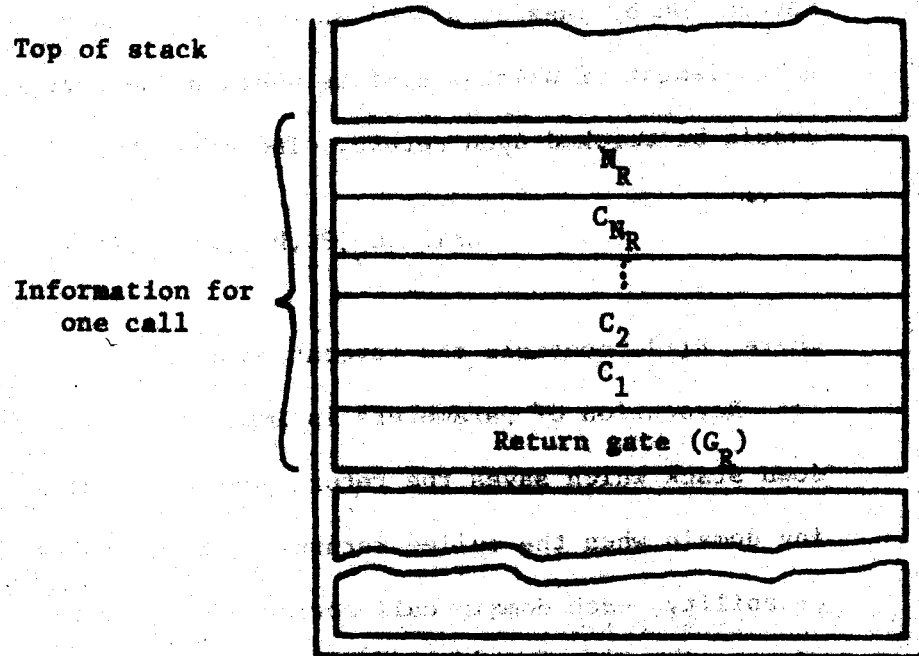 Top of stack
N_R
C_N_R
Information for
one call
C_2
C_1
Return gate (G_R)